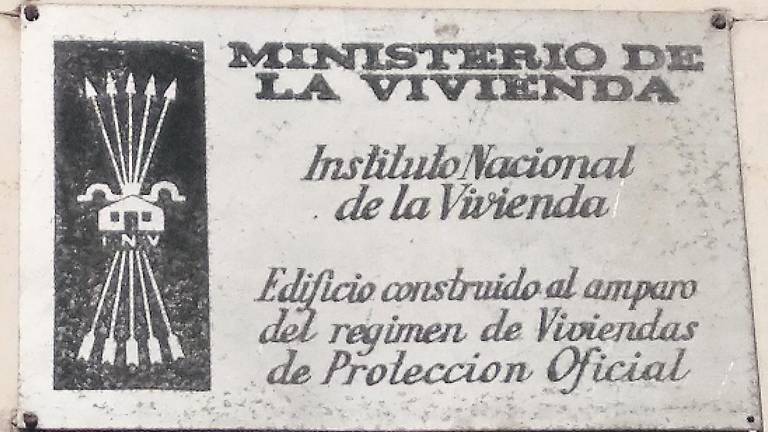 MINISTERIO DE
LA VIVIENDA
Instituto Nacional
de la Vivienda
I N V
Edificio construido al amparo
del regimen de Viviendas
de Proteccion Oficial